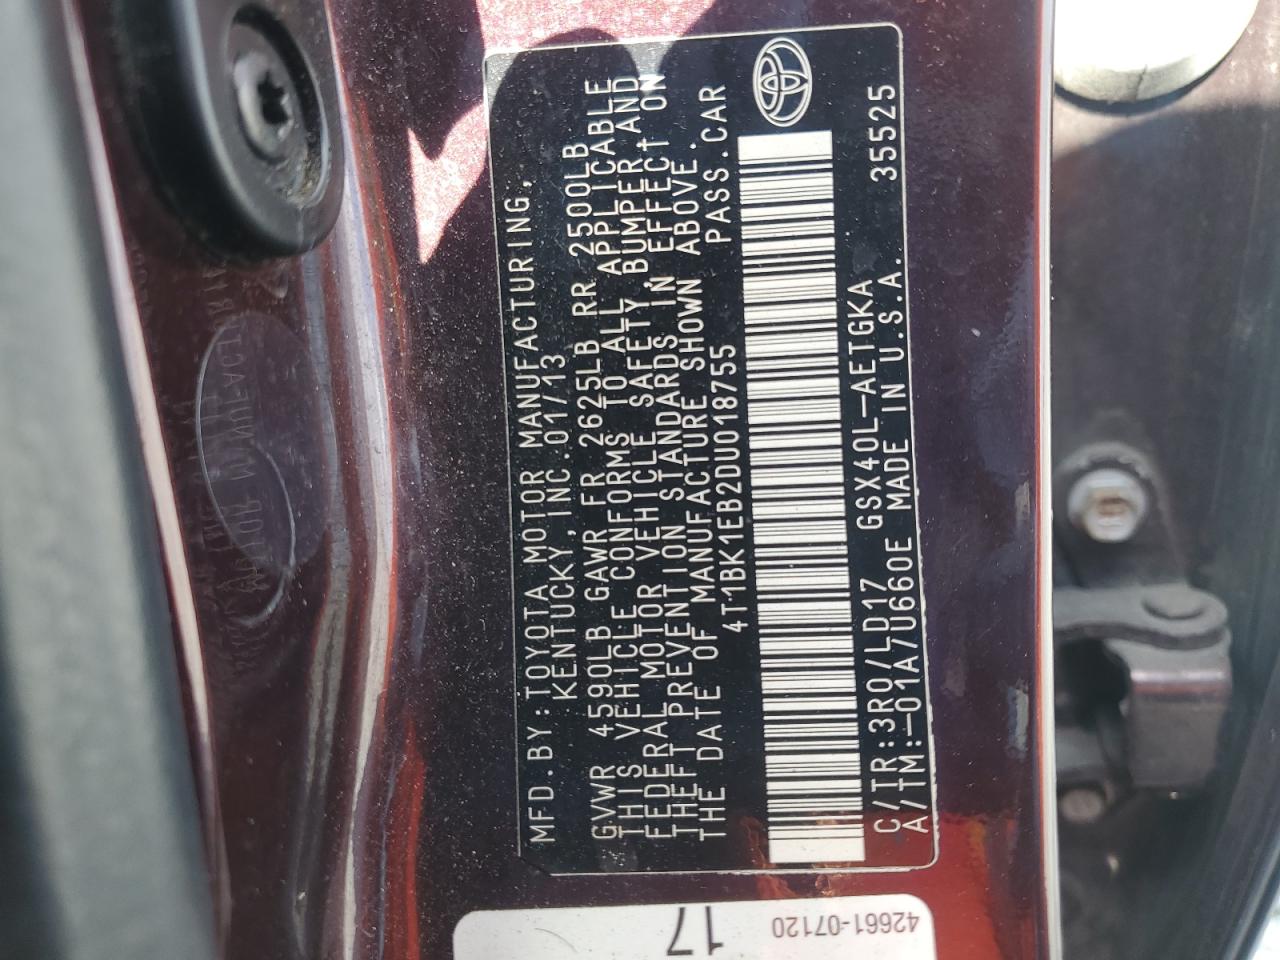 MFD.BY:TOYOTA MOTOR MANUFACTURING,
KENTUCKY,INC.01/13
GVWR 4590LB GAWR FR 2625LB RR 2500LB
THIS VEHICLE CONFORMS TO ALL APPLICABLE
FEDERAL MOTOR VEHICLE SAFETY,BUMPER,AND
THEFT PREVENTION STANDARDS IN EFFECT ON
THE DATE OF MANUFACTURE SHOWN ABOVE.
4T1BK1EB2DU018755 PASS.CAR
C/TR:3R0/LD17 GSX40L-AETGKA 35525
A/TM:-01A/U660E MADE IN U.S.A.
42661-07120
17